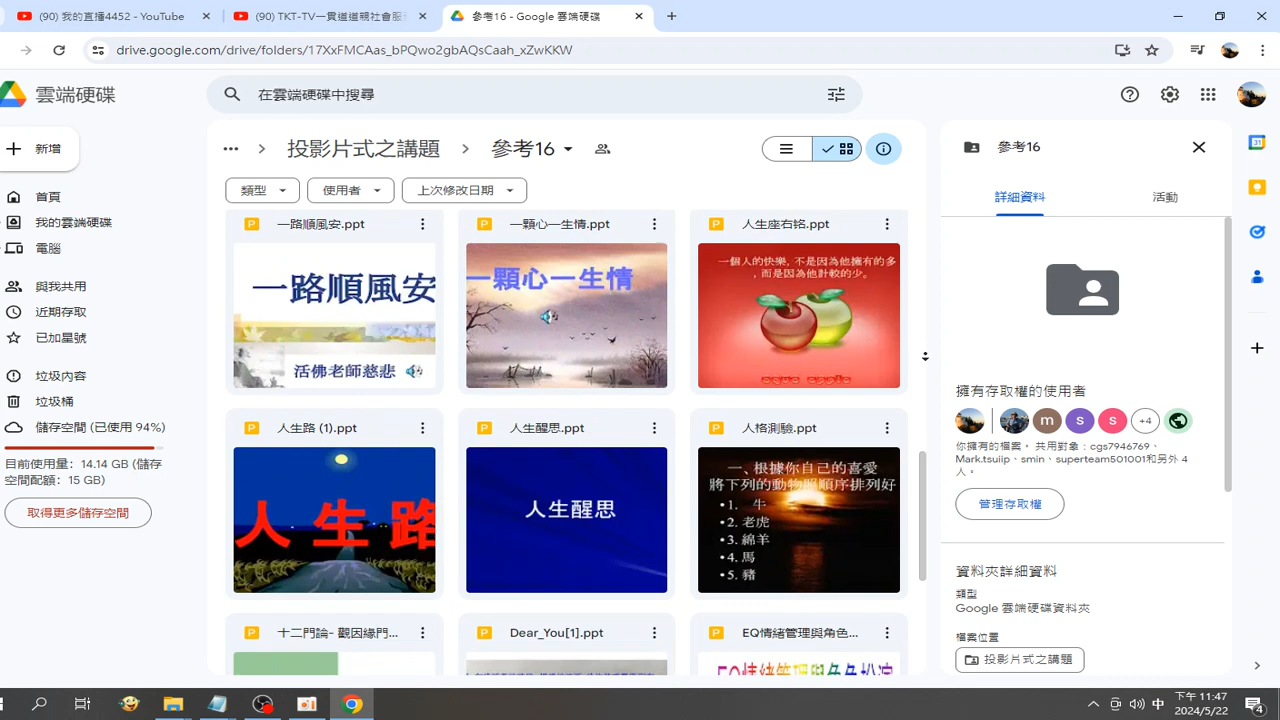 (90) 我的直播4452 - YouTube
(90) TKT-TV一貫道道親社會服
參考16 - Google 雲端硬碟
drive.google.com/drive/folders/17XxFMCAas_bPQwo2gbAQsCaah_xZwKKW
雲端硬碟
在雲端硬碟中搜尋
新增
首頁
我的雲端硬碟
電腦
與我共用
近期存取
已加星號
垃圾內容
垃圾桶
儲存空間 (已使用 94%)
目前使用量：14.14 GB (儲存
空間配額：15 GB)
取得更多儲存空間
投影片式之講題
參考16
類型
使用者
上次修改日期
一路順風安.ppt
一路順風安
活佛老師慈悲
一顆心一生情.ppt
一顆心一生情
人生座右铭.ppt
一個人的快樂, 不是因為他擁有的多
, 而是因為他計較的少。
人生路 (1).ppt
人生路
人生醒思.ppt
人生醒思
人格測驗.ppt
一、根據你自己的喜愛
將下列的動物照順序排列好
•1. 牛
•2. 老虎
•3. 綿羊
•4. 馬
•5. 豬
十二門論- 觀因緣門...
Dear_You[1].ppt
EQ情緒管理與角色...
EQ情緒管理與角色扮演
參考16
詳細資料
活動
擁有存取權的使用者
m
s
s
+4
你擁有的檔案。 共用對象：cgs7946769、
Mark.tsuiip、smin、superteam501001和另外 4
人。
管理存取權
資料夾詳細資料
類型
Google 雲端硬碟資料夾
檔案位置
投影片式之講題
31
中
下午 11:47
2024/5/22
4